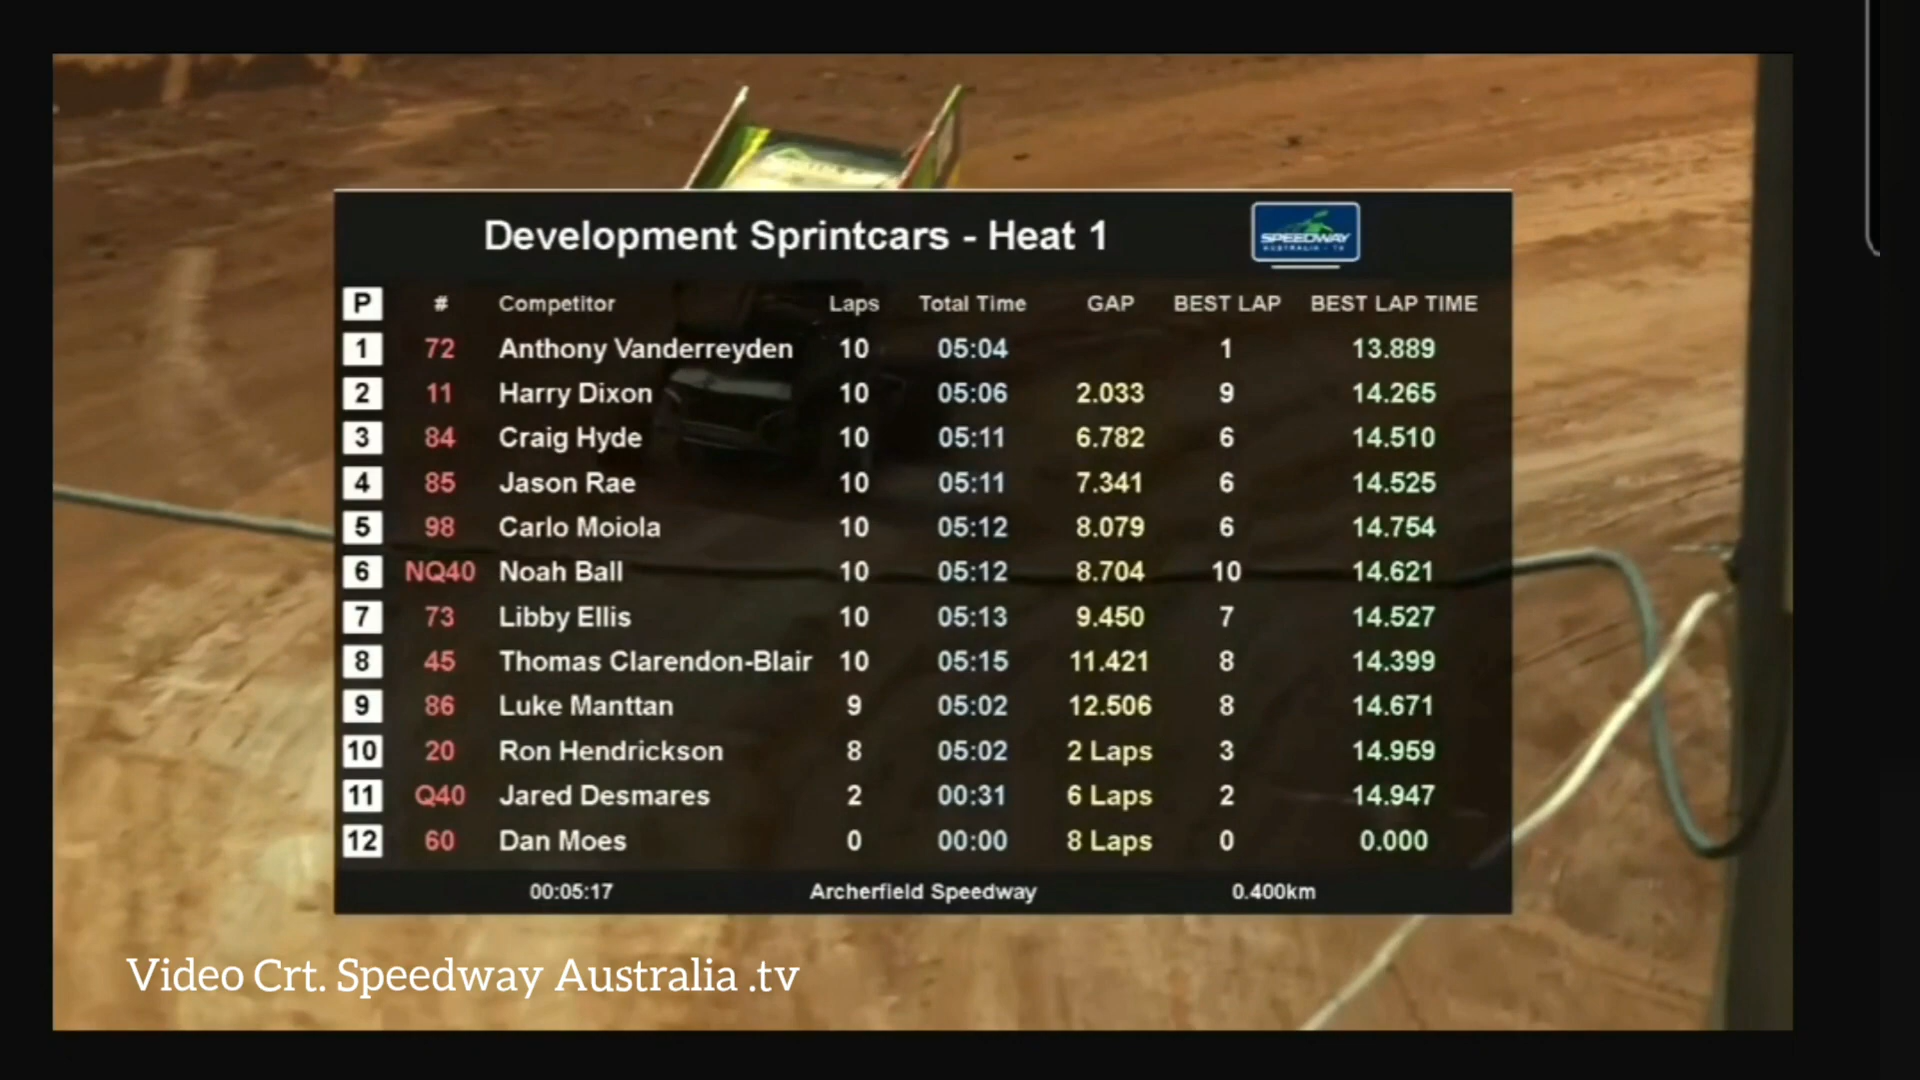 Development Sprintcars - Heat 1
SPEEDWAY
AUSTRALIA - TV
P # Competitor Laps Total Time GAP BEST LAP BEST LAP TIME
1 72 Anthony Vanderreyden 10 05:04 1 13.889
2 11 Harry Dixon 10 05:06 2.033 9 14.265
3 84 Craig Hyde 10 05:11 6.782 6 14.510
4 85 Jason Rae 10 05:11 7.341 6 14.525
5 98 Carlo Moiola 10 05:12 8.079 6 14.754
6 NQ40 Noah Ball 10 05:12 8.704 10 14.621
7 73 Libby Ellis 10 05:13 9.450 7 14.527
8 45 Thomas Clarendon-Blair 10 05:15 11.421 8 14.399
9 86 Luke Manttan 9 05:02 12.506 8 14.671
10 20 Ron Hendrickson 8 05:02 2 Laps 3 14.959
11 Q40 Jared Desmares 2 00:31 6 Laps 2 14.947
12 60 Dan Moes 0 00:00 8 Laps 0 0.000
00:05:17 Archerfield Speedway 0.400km
Video Crt. Speedway Australia .tv